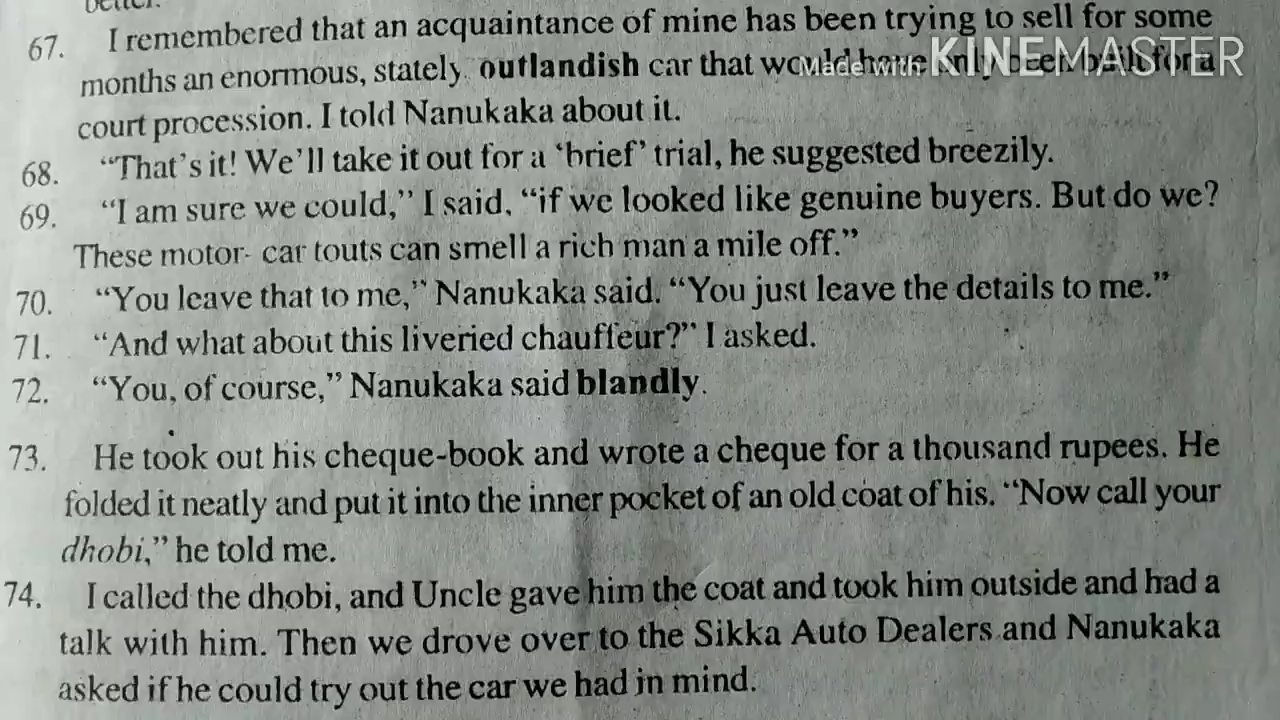 better.
67. I remembered that an acquaintance of mine has been trying to sell for some
months an enormous, stately outlandish car that would have only been built for a
Made with KINEMASTER
court procession. I told Nanukaka about it.
68. “That’s it! We’ll take it out for a ‘brief’ trial, he suggested breezily.
69. “I am sure we could,” I said. “if we looked like genuine buyers. But do we?
These motor- car touts can smell a rich man a mile off.”
70. “You leave that to me,” Nanukaka said. “You just leave the details to me.”
71. “And what about this liveried chauffeur?” I asked.
72. “You, of course,” Nanukaka said blandly.
73. He took out his cheque-book and wrote a cheque for a thousand rupees. He
folded it neatly and put it into the inner pocket of an old coat of his. “Now call your
dhobi,” he told me.
74. I called the dhobi, and Uncle gave him the coat and took him outside and had a
talk with him. Then we drove over to the Sikka Auto Dealers and Nanukaka
asked if he could try out the car we had in mind.